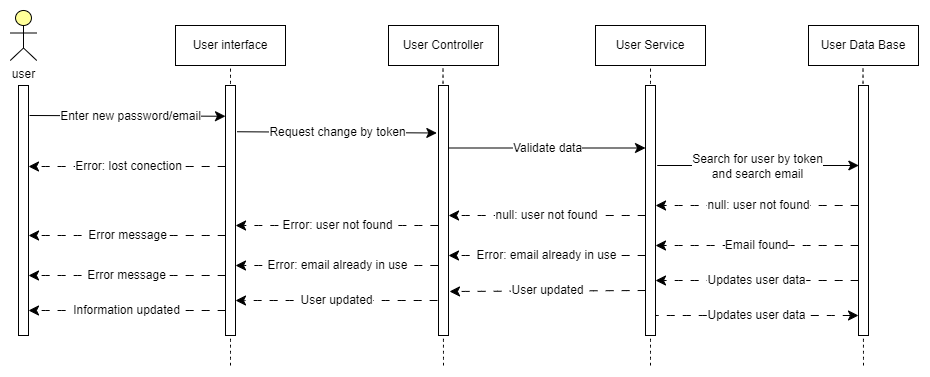 User interface
User Controller
User Service
User Data Base
user
Enter new password/email
Request change by token
Validate data
Search for user by token
and search email
Error: lost conection
null: user not found
null: user not found
Error: user not found
Error message
Email found
Error: email already in use
Error: email already in use
Error message
Updates user data
User updated
User updated
Information updated
Updates user data